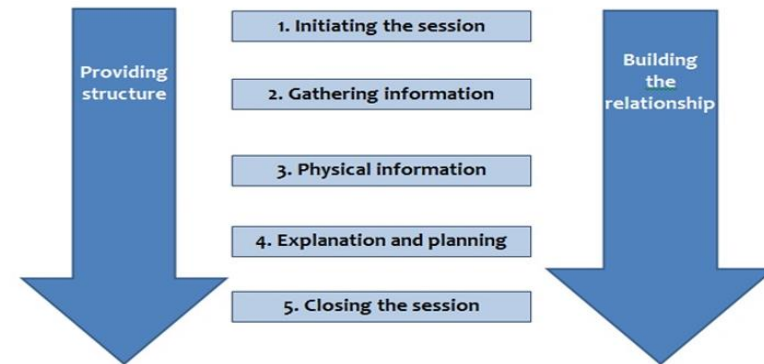 Providing
structure
1. Initiating the session
2. Gathering information
3. Physical information
4. Explanation and planning
5. Closing the session
Building
the
relationship